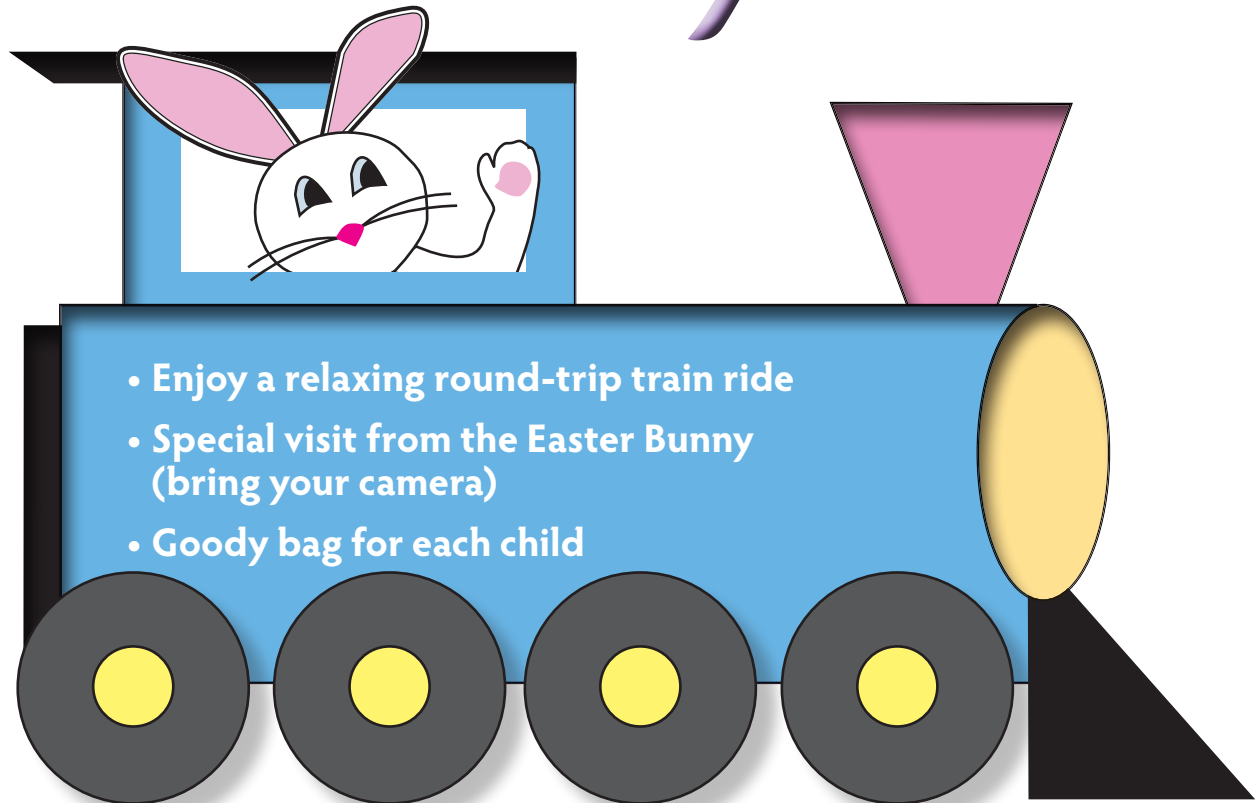 • Enjoy a relaxing round-trip train ride
• Special visit from the Easter Bunny
(bring your camera)
• Goody bag for each child